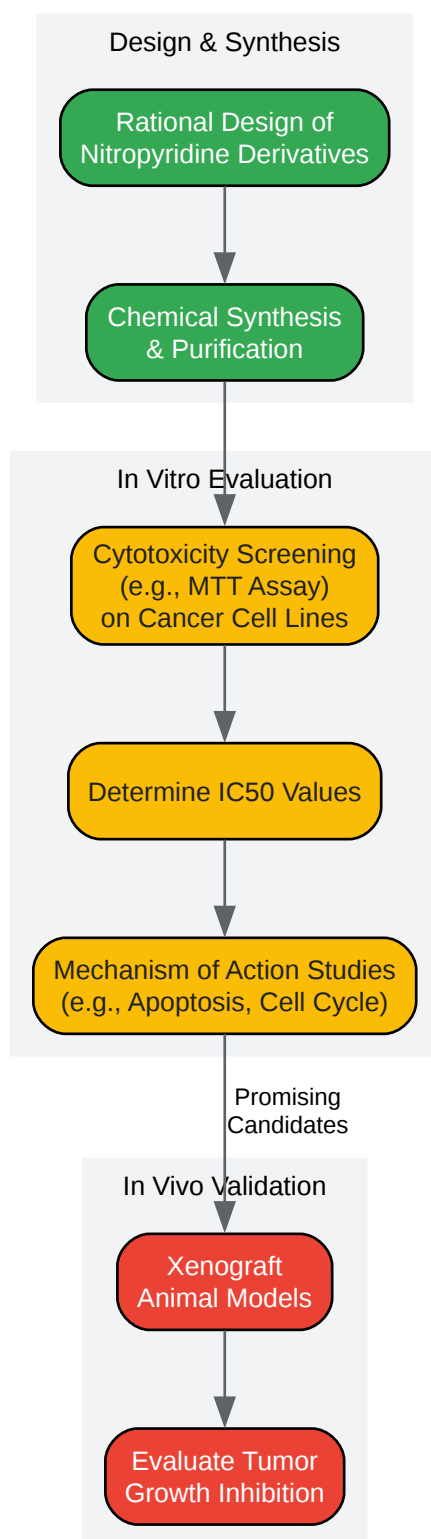 Design & Synthesis
Rational Design of
Nitropyridine Derivatives
Chemical Synthesis
& Purification
In Vitro Evaluation
Cytotoxicity Screening
(e.g., MTT Assay)
on Cancer Cell Lines
Determine IC50 Values
Mechanism of Action Studies
(e.g., Apoptosis, Cell Cycle)
Promising
Candidates
In Vivo Validation
Xenograft
Animal Models
Evaluate Tumor
Growth Inhibition